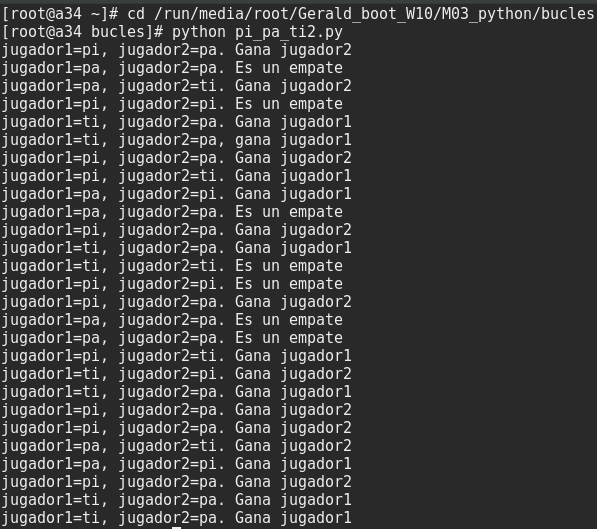 [root@a34 ~]# cd /run/media/root/Gerald_boot_W10/M03_python/bucles
[root@a34 bucles]# python pi_pa_ti2.py
jugador1=pi, jugador2=pa. Gana jugador2
jugador1=pa, jugador2=pa. Es un empate
jugador1=pa, jugador2=ti. Gana jugador2
jugador1=pi, jugador2=pi. Es un empate
jugador1=ti, jugador2=pa. Gana jugador1
jugador1=ti, jugador2=pa, gana jugador1
jugador1=pi, jugador2=pa. Gana jugador2
jugador1=pi, jugador2=ti. Gana jugador1
jugador1=pa, jugador2=pi. Gana jugador1
jugador1=pa, jugador2=pa. Es un empate
jugador1=pi, jugador2=pa. Gana jugador2
jugador1=ti, jugador2=pa. Gana jugador1
jugador1=ti, jugador2=ti. Es un empate
jugador1=pi, jugador2=pi. Es un empate
jugador1=pi, jugador2=pa. Gana jugador2
jugador1=pa, jugador2=pa. Es un empate
jugador1=pa, jugador2=pa. Es un empate
jugador1=pi, jugador2=ti. Gana jugador1
jugador1=ti, jugador2=pi. Gana jugador2
jugador1=ti, jugador2=pa. Gana jugador1
jugador1=pi, jugador2=pa. Gana jugador2
jugador1=pi, jugador2=pa. Gana jugador2
jugador1=pa, jugador2=ti. Gana jugador2
jugador1=pa, jugador2=pi. Gana jugador1
jugador1=pi, jugador2=pa. Gana jugador2
jugador1=ti, jugador2=pa. Gana jugador1
jugador1=ti, jugador2=pa. Gana jugador1